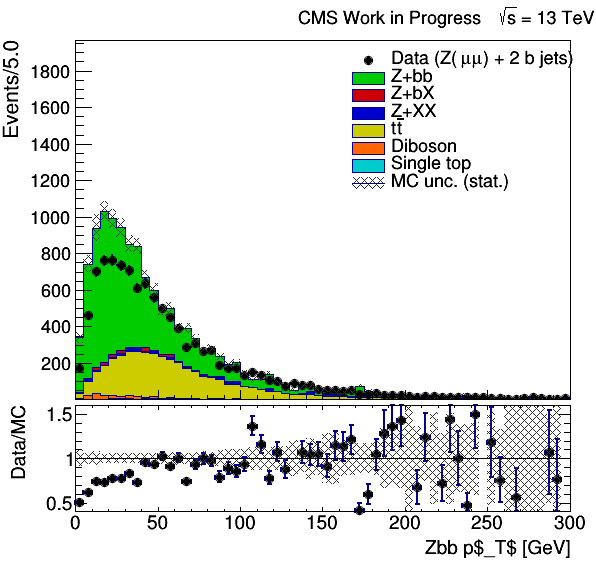 CMS Work in Progress √s = 13 TeV
Events/5.0
1800
1600
1400
1200
1000
800
600
400
200
Data (Z(μμ) + 2 b jets)
Z+bb
Z+bX
Z+XX
tt̄
Diboson
Single top
MC unc. (stat.)
Data/MC
1.5
1
0.5
0 50 100 150 200 250 300
Zbb p$_T$ [GeV]